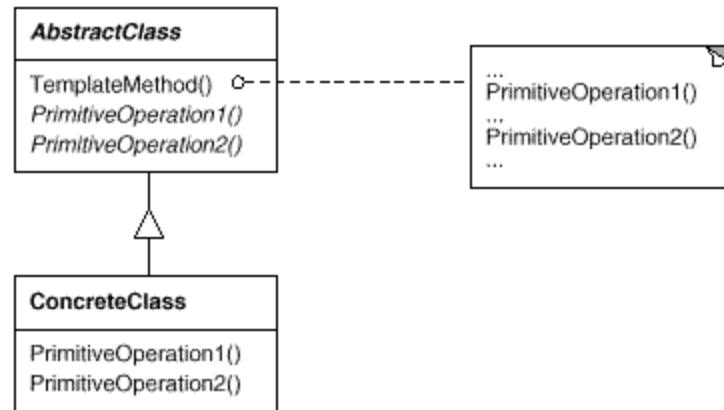 AbstractClass
TemplateMethod()
PrimitiveOperation1()
PrimitiveOperation2()
...
PrimitiveOperation1()
...
PrimitiveOperation2()
...
ConcreteClass
PrimitiveOperation1()
PrimitiveOperation2()